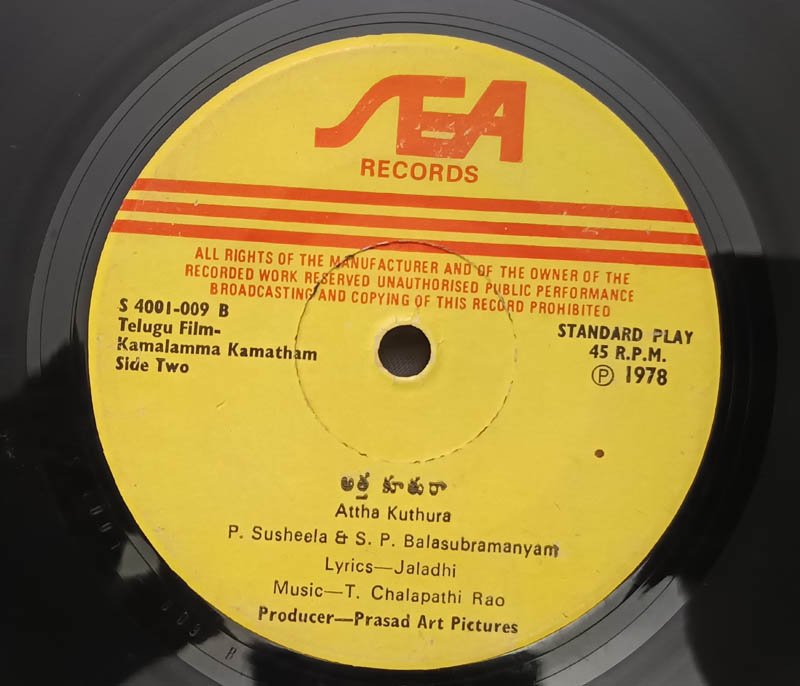 SEA
RECORDS
ALL RIGHTS OF THE MANUFACTURER AND OF THE OWNER OF THE
RECORDED WORK RESERVED UNAUTHORISED PUBLIC PERFORMANCE
BROADCASTING AND COPYING OF THIS RECORD PROHIBITED
S 4001-009 B
Telugu Film-
Kamalamma Kamatham
Side Two
STANDARD PLAY
45 R.P.M.
Ⓟ 1978
అత్త కూతురా
Attha Kuthura
P. Susheela & S. P. Balasubramanyam
Lyrics—Jaladhi
Music—T. Chalapathi Rao
Producer—Prasad Art Pictures